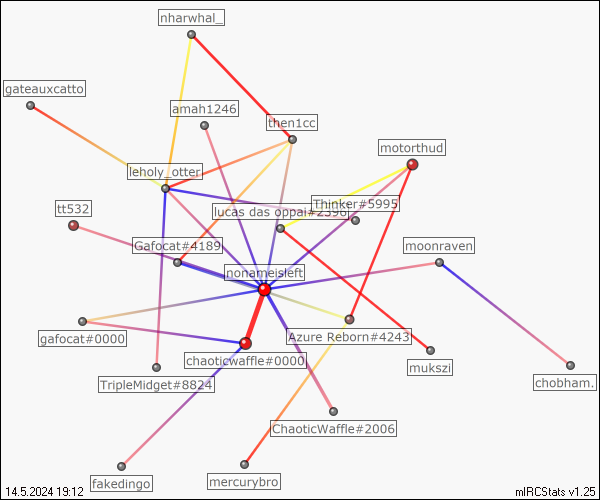 nharwhal_
gateauxcatto
amah1246
then1cc
motorthud
leholy_otter
Thinker#5995
lucas das oppai#2396
tt532
Gafocat#4189
moonraven
nonameisleft
gafocat#0000
Azure Reborn#4243
chaoticwaffle#0000
mukszi
TripleMidget#8824
chobham.
ChaoticWaffle#2006
fakedingo
mercurybro
14.5.2024 19:12
mIRCStats v1.25